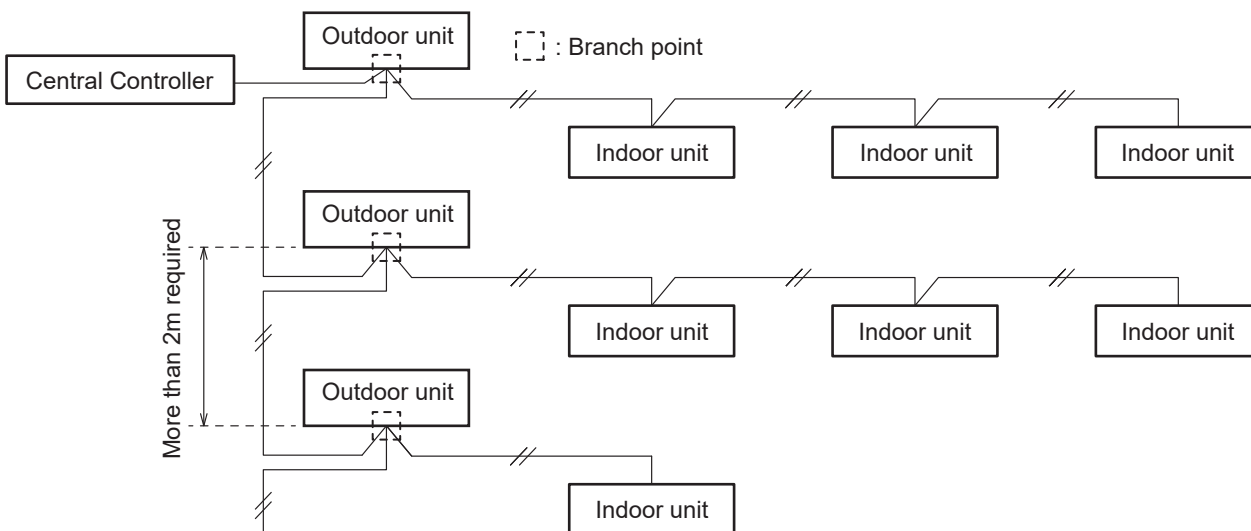 Outdoor unit
: Branch point
Central Controller
Indoor unit
Indoor unit
Indoor unit
Outdoor unit
More than 2m required
Indoor unit
Indoor unit
Indoor unit
Outdoor unit
Indoor unit